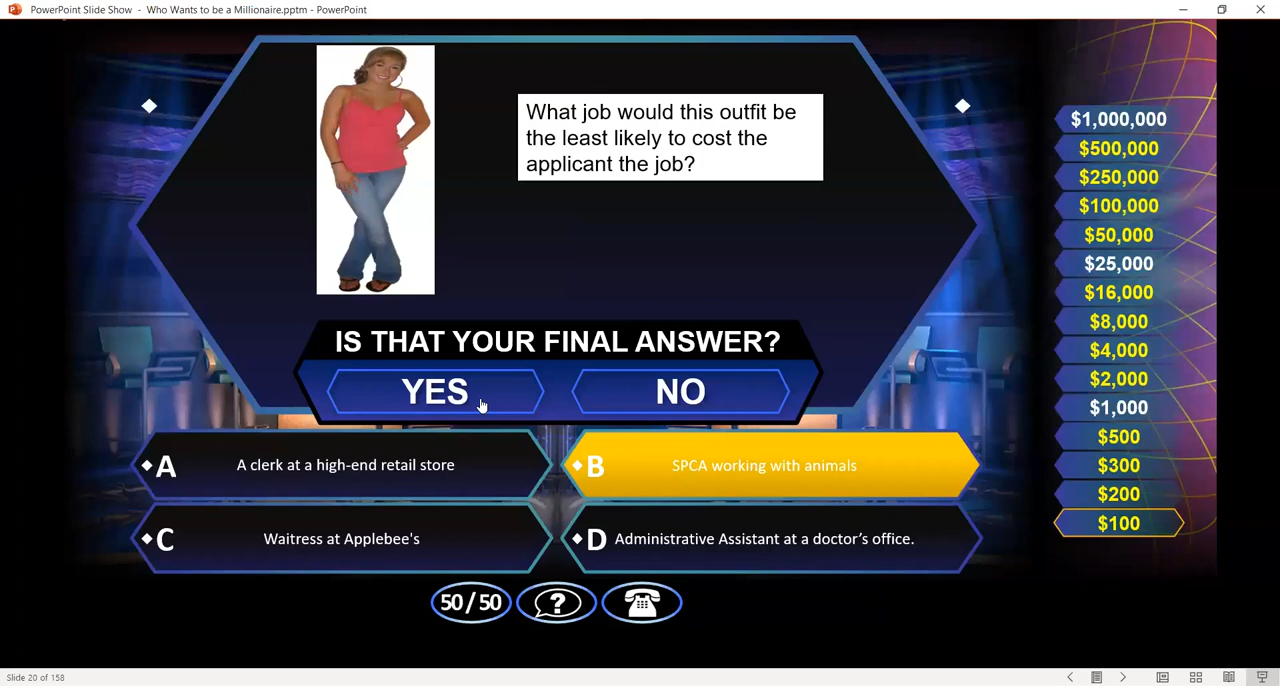 PowerPoint Slide Show - Who Wants to be a Millionaire.pptm - PowerPoint
What job would this outfit be
the least likely to cost the
applicant the job?
$1,000,000
$500,000
$250,000
$100,000
$50,000
$25,000
$16,000
$8,000
$4,000
$2,000
$1,000
$500
$300
$200
$100
IS THAT YOUR FINAL ANSWER?
YES
NO
A A clerk at a high-end retail store
B SPCA working with animals
C Waitress at Applebee's
D Administrative Assistant at a doctor’s office.
50/50
?
Slide 20 of 158